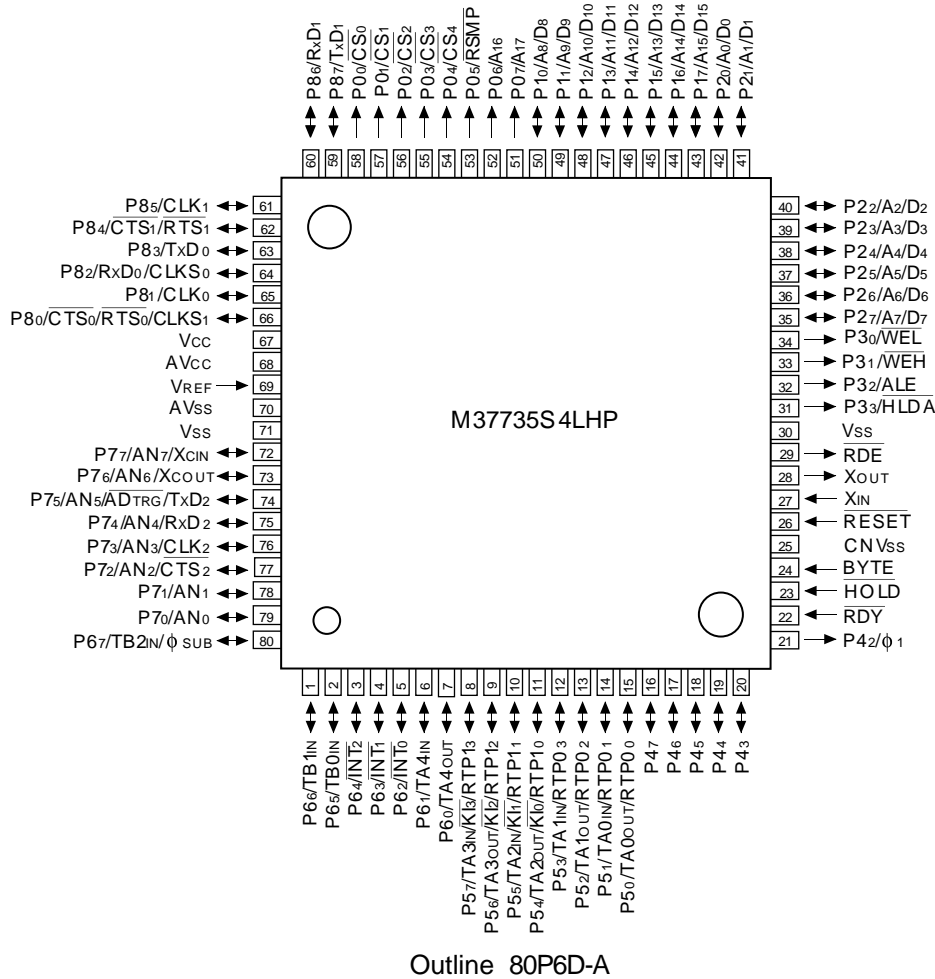 P86/RxD1
P87/TxD1
P00/CS0
P01/CS1
P02/CS2
P03/CS3
P04/CS4
P05/RSMP
P06/A16
P07/A17
P10/A8/D8
P11/A9/D9
P12/A10/D10
P13/A11/D11
P14/A12/D12
P15/A13/D13
P16/A14/D14
P17/A15/D15
P20/A0/D0
P21/A1/D1
60 59 58 57 56 55 54 53 52 51 50 49 48 47 46 45 44 43 42 41
P85/CLK1 61
P84/CTS1/RTS1 62
P83/TxD0 63
P82/RxD0/CLKS0 64
P81/CLK0 65
P80/CTS0/RTS0/CLKS1 66
VCC 67
AVCC 68
VREF 69
AVSS 70
VSS 71
P77/AN7/XCIN 72
P76/AN6/XCOUT 73
P75/AN5/ADTRG/TxD2 74
P74/AN4/RxD2 75
P73/AN3/CLK2 76
P72/AN2/CTS2 77
P71/AN1 78
P70/AN0 79
P67/TB2IN/ϕ SUB 80
M37735S4LHP
40 P22/A2/D2
39 P23/A3/D3
38 P24/A4/D4
37 P25/A5/D5
36 P26/A6/D6
35 P27/A7/D7
34 P30/WEL
33 P31/WEH
32 P32/ALE
31 P33/HLDA
30 VSS
29 RDE
28 XOUT
27 XIN
26 RESET
25 CNVSS
24 BYTE
23 HOLD
22 RDY
21 P42/ϕ 1
1 2 3 4 5 6 7 8 9 10 11 12 13 14 15 16 17 18 19 20
P66/TB1IN
P65/TB0IN
P64/INT2
P63/INT1
P62/INT0
P61/TA4IN
P60/TA4OUT
P57/TA3IN/KI3/RTP13
P56/TA3OUT/KI2/RTP12
P55/TA2IN/KI1/RTP11
P54/TA2OUT/KI0/RTP10
P53/TA1IN/RTP03
P52/TA1OUT/RTP02
P51/TA0IN/RTP01
P50/TA0OUT/RTP00
P47
P46
P45
P44
P43
Outline 80P6D-A